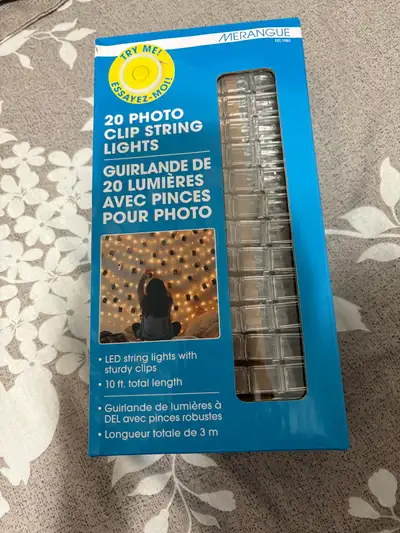 MERANGUE
TRY ME!
ESSAYEZ-MOI!
20 PHOTO
CLIP STRING
LIGHTS
GUIRLANDE DE
20 LUMIÈRES
AVEC PINCES
POUR PHOTO
• LED string lights with
sturdy clips
• 10 ft. total length
• Guirlande de lumières à
DEL avec pinces robustes
• Longueur totale de 3 m